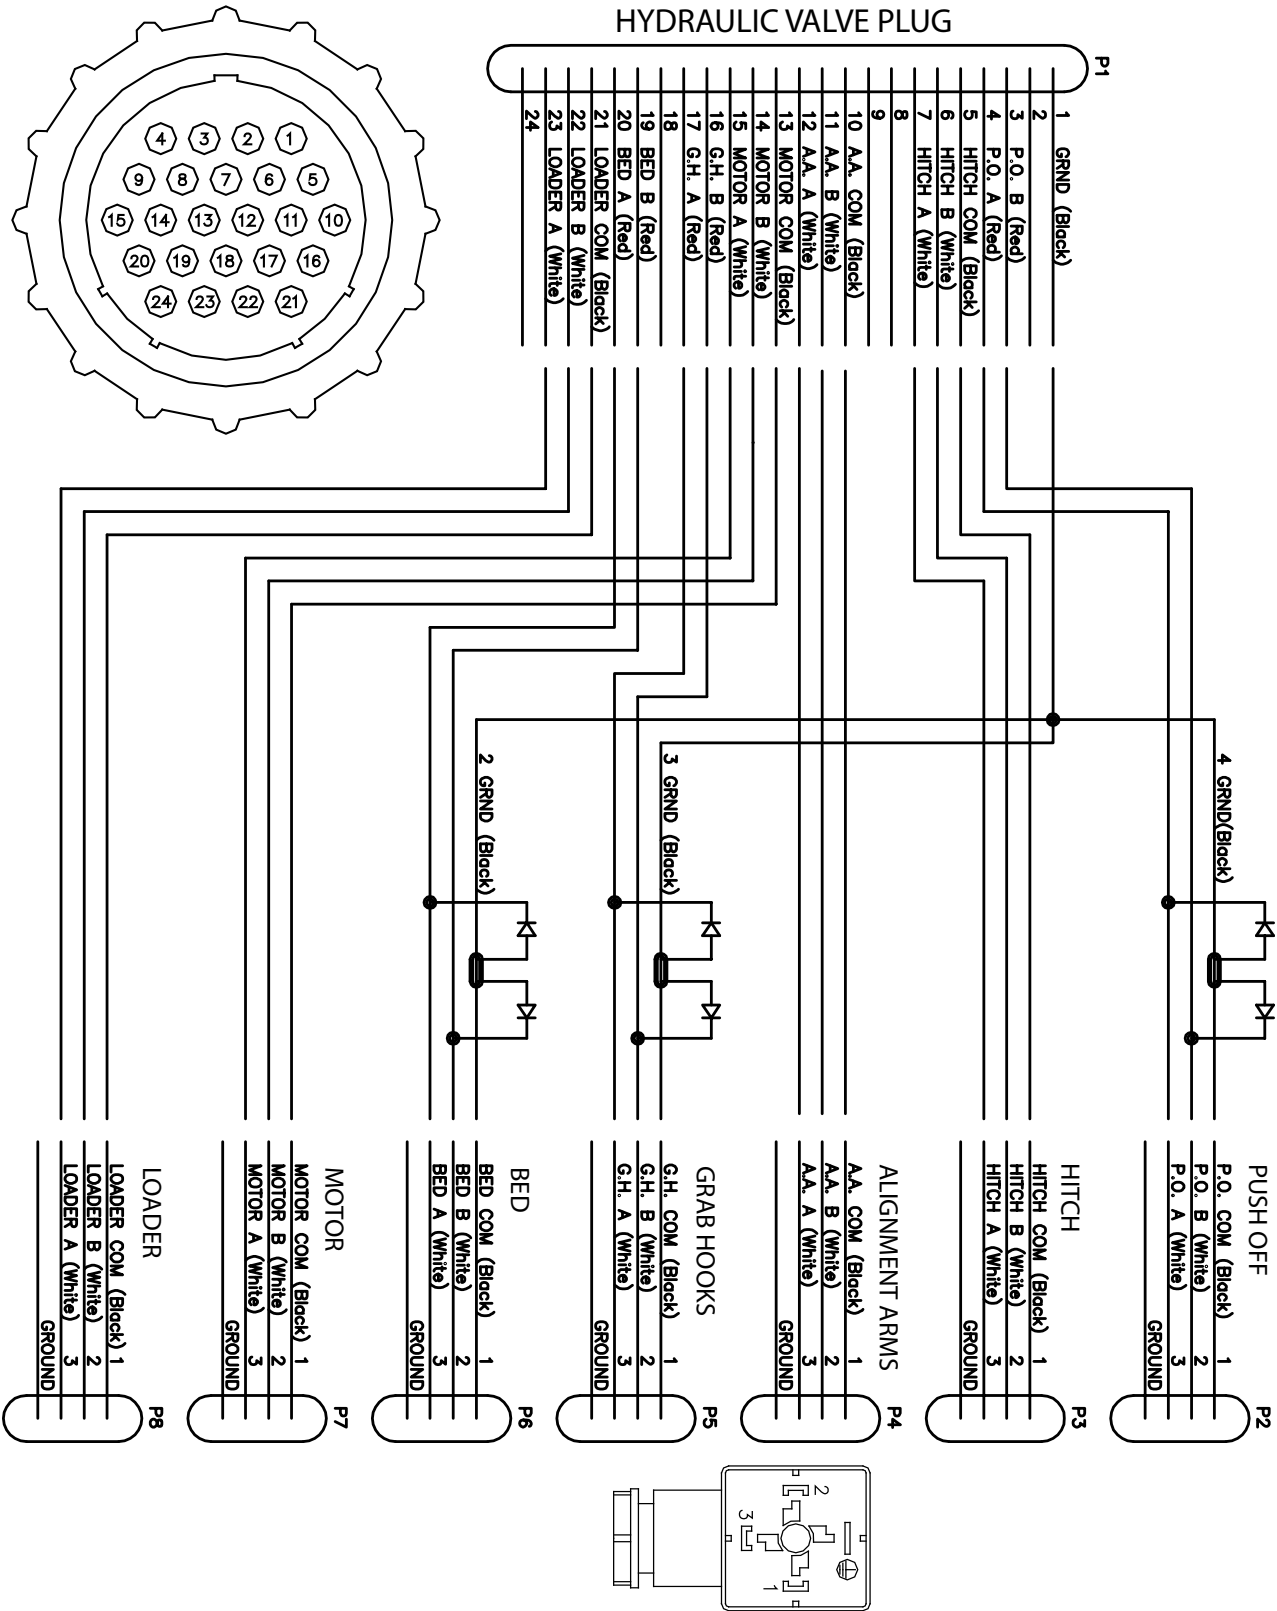 HYDRAULIC VALVE PLUG
P1
1 GRND (Black)
2
3 P.O. B (Red)
4 P.O. A (Red)
5 HITCH COM (Black)
6 HITCH B (White)
7 HITCH A (White)
8
9
10 A.A. COM (Black)
11 A.A. B (White)
12 A.A. A (White)
13 MOTOR COM (Black)
14 MOTOR B (White)
15 MOTOR A (White)
16 G.H. B (Red)
17 G.H. A (Red)
18
19 BED B (Red)
20 BED A (Red)
21 LOADER COM (Black)
22 LOADER B (White)
23 LOADER A (White)
24
4 3 2 1
9 8 7 6 5
15 14 13 12 11 10
20 19 18 17 16
24 23 22 21
4 GRND(Black)
3 GRND (Black)
2 GRND (Black)
PUSH OFF
P.O. COM (Black) 1
P.O. B (White) 2
P.O. A (White) 3
GROUND
P2
HITCH
HITCH COM (Black) 1
HITCH B (White) 2
HITCH A (White) 3
GROUND
P3
ALIGNMENT ARMS
A.A. COM (Black) 1
A.A. B (White) 2
A.A. A (White) 3
GROUND
P4
GRAB HOOKS
G.H. COM (Black) 1
G.H. B (White) 2
G.H. A (White) 3
GROUND
P5
BED
BED COM (Black) 1
BED B (White) 2
BED A (White) 3
GROUND
P6
MOTOR
MOTOR COM (Black) 1
MOTOR B (White) 2
MOTOR A (White) 3
GROUND
P7
LOADER
LOADER COM (Black) 1
LOADER B (White) 2
LOADER A (White) 3
GROUND
P8
2
3
1